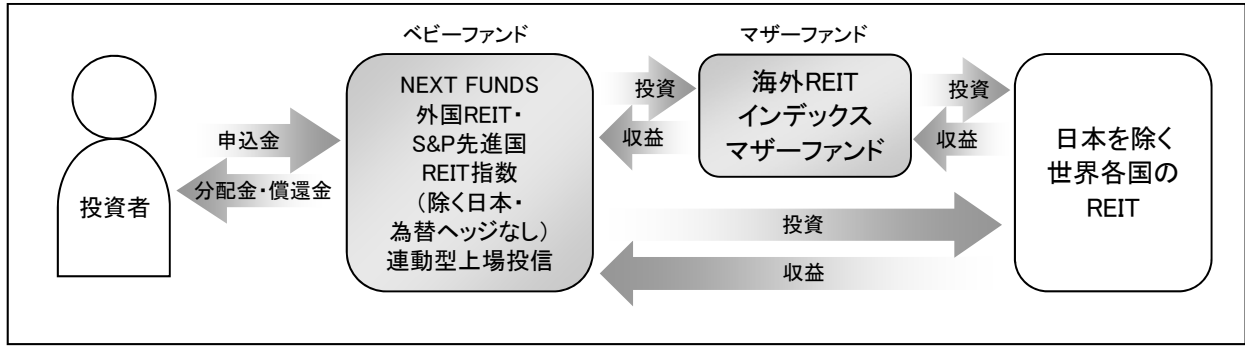 ベビーファンド
マザーファンド
投資者
申込金
分配金・償還金
NEXT FUNDS
外国REIT・
S&P先進国
REIT指数
（除く日本・
為替ヘッジなし）
連動型上場投信
投資
収益
海外REIT
インデックス
マザーファンド
投資
収益
投資
収益
日本を除く
世界各国の
REIT